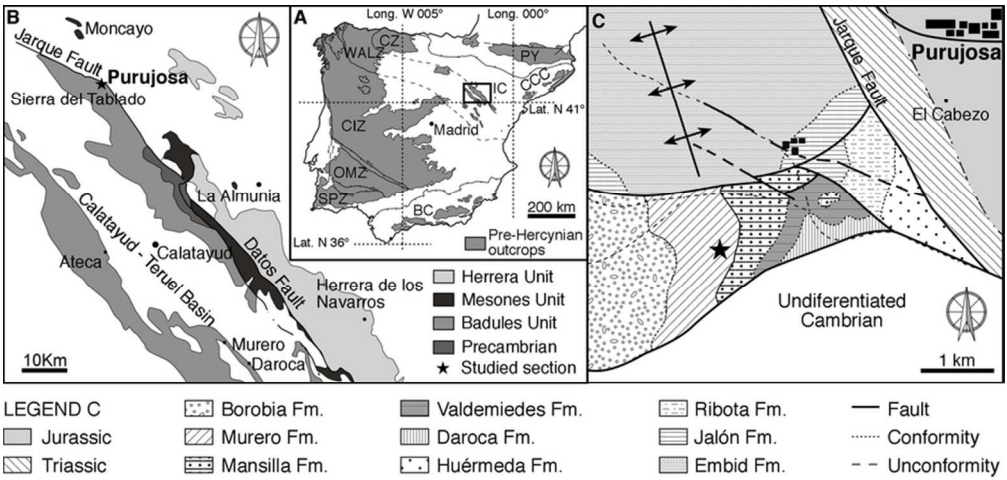 B
Moncayo
Jarque Fault
Purujosa
Sierra del Tablado
La Almunia
Calatayud - Teruel Basin
Calatayud
Ateca
Datos Fault
Herrera de los
Navarros
Murero
Daroca
10Km
A
Long. W 005°
Long. 000°
CZ
WALZ
PY
CCC
IC
Lat. N 41°
CIZ
Madrid
OMZ
SPZ
BC
200 km
Lat. N 36°
Pre-Hercynian
outcrops
Herrera Unit
Mesones Unit
Badules Unit
Precambrian
Studied section
C
Jarque Fault
Purujosa
El Cabezo
Undiferentiated
Cambrian
1 km
LEGEND C
Jurassic
Triassic
Borobia Fm.
Murero Fm.
Mansilla Fm.
Valdemiedes Fm.
Daroca Fm.
Huérmeda Fm.
Ribota Fm.
Jalón Fm.
Embid Fm.
Fault
Conformity
Unconformity